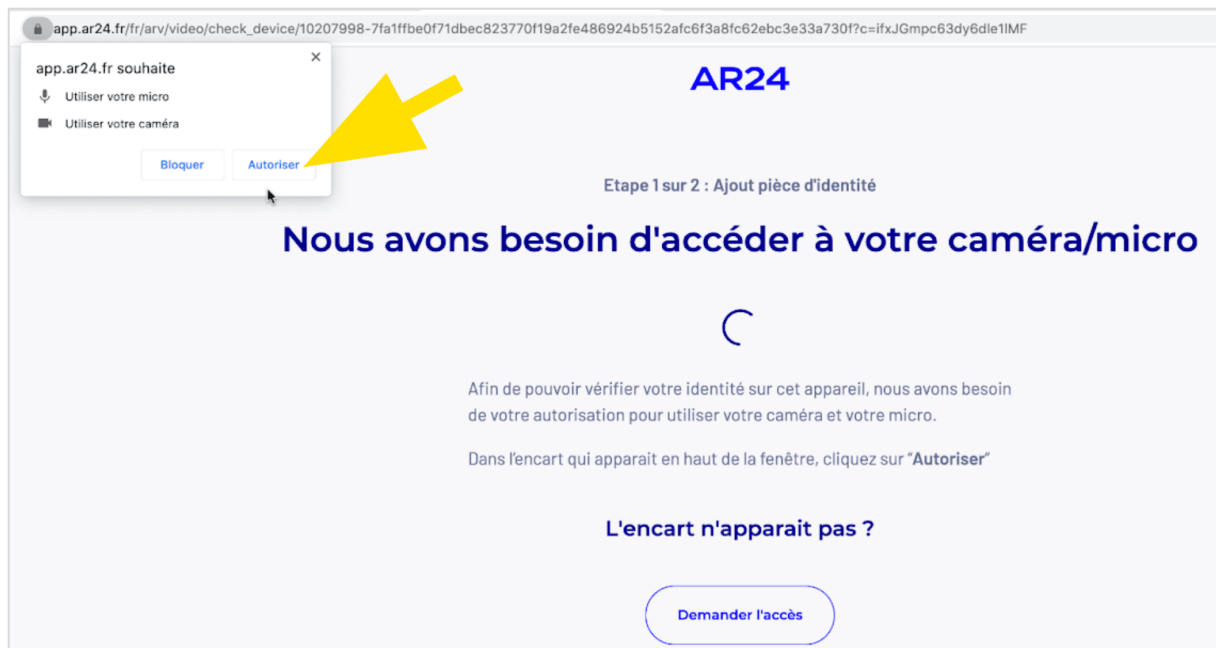 app.ar24.fr/fr/arv/video/check_device/10207998-7fa1ffbe0f71dbec823770f19a2fe486924b5152afc6f3a8fc62ebc3e33a730f?c=ifxJGmpc63dy6dle1lMF
app.ar24.fr souhaite
Utiliser votre micro
Utiliser votre caméra
Bloquer
Autoriser
AR24
Etape 1 sur 2 : Ajout pièce d'identité
Nous avons besoin d'accéder à votre caméra/micro
Afin de pouvoir vérifier votre identité sur cet appareil, nous avons besoin
de votre autorisation pour utiliser votre caméra et votre micro.
Dans l'encart qui apparait en haut de la fenêtre, cliquez sur "Autoriser"
L'encart n'apparait pas ?
Demander l'accès